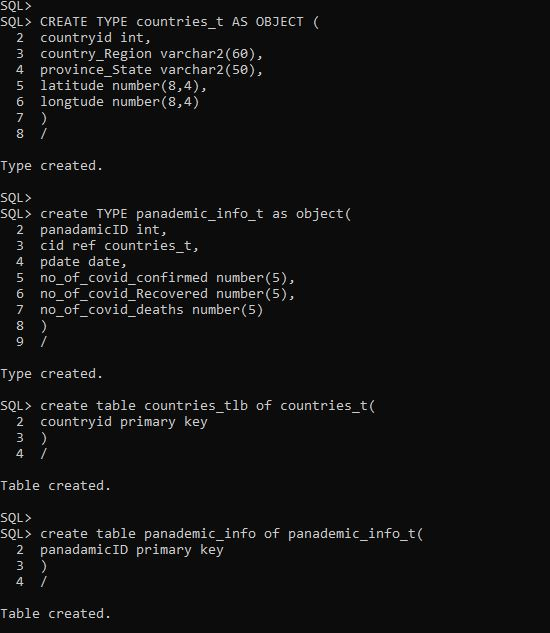 SQL>
SQL> CREATE TYPE countries_t AS OBJECT (
2 countryid int,
3 country_Region varchar2(60),
4 province_State varchar2(50),
5 latitude number(8,4),
6 longtude number(8,4)
7 )
8 /
Type created.
SQL>
SQL> create TYPE panademic_info_t as object(
2 panadamicID int,
3 cid ref countries_t,
4 pdate date,
5 no_of_covid_confirmed number(5),
6 no_of_covid_Recovered number(5),
7 no_of_covid_deaths number(5)
8 )
9 /
Type created.
SQL> create table countries_tlb of countries_t(
2 countryid primary key
3 )
4 /
Table created.
SQL>
SQL> create table panademic_info of panademic_info_t(
2 panadamicID primary key
3 )
4 /
Table created.